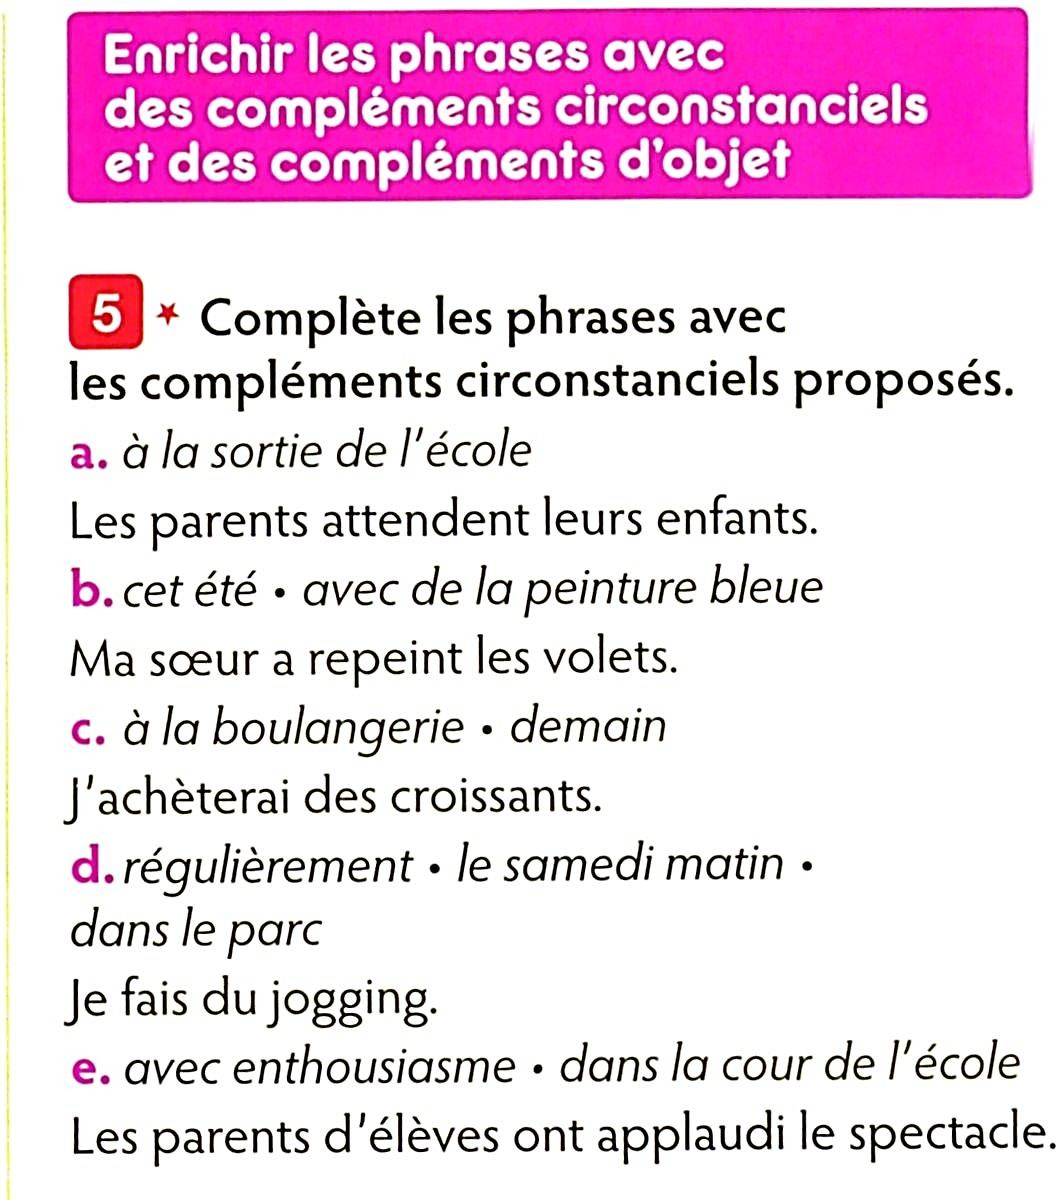 Enrichir les phrases avec
des compléments circonstanciels
et des compléments d'objet
5 * Complète les phrases avec
les compléments circonstanciels proposés.
a. à la sortie de l'école
Les parents attendent leurs enfants.
b. cet été • avec de la peinture bleue
Ma sœur a repeint les volets.
c. à la boulangerie • demain
J'achèterai des croissants.
d. régulièrement • le samedi matin •
dans le parc
Je fais du jogging.
e. avec enthousiasme • dans la cour de l'école
Les parents d'élèves ont applaudi le spectacle.